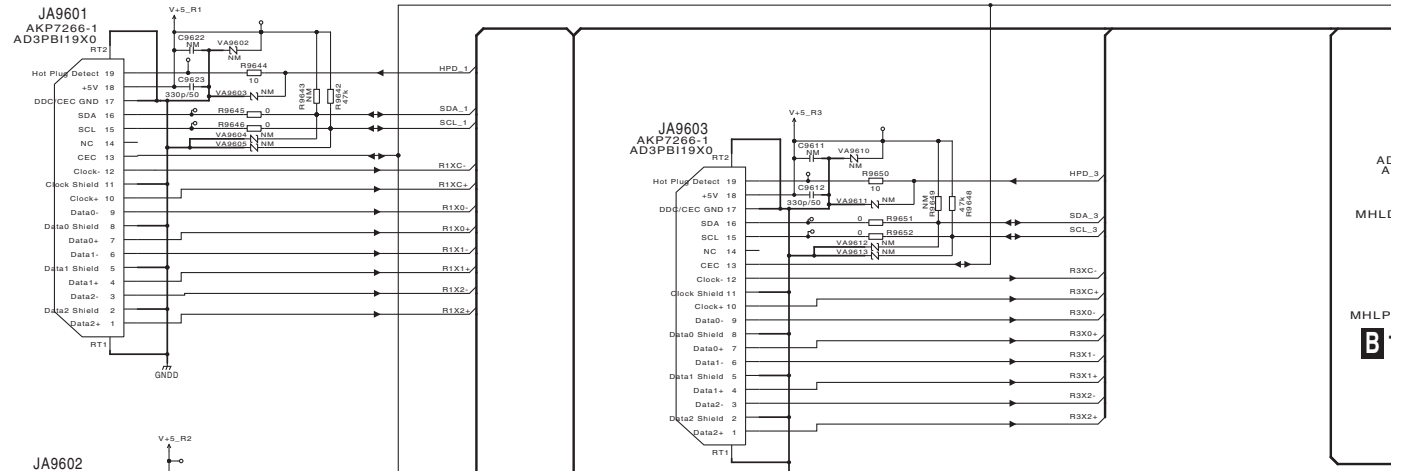 JA9601
AKP7266-1
AD3PBI19X0
V+5_R1
RT2
C9622
NM
VA9602
NM
Hot Plug Detect 19
R9644
10
HPD_1
+5V 18
C9623
330p/50
VA9603 NM
R9643
NM
R9642
47k
DDC/CEC GND 17
SDA 16
R9645 0
SDA_1
SCL 15
R9646 0
SCL_1
NC 14
VA9604 NM
VA9605 NM
CEC 13
Clock- 12
R1XC-
Clock Shield 11
Clock+ 10
R1XC+
Data0- 9
R1X0-
Data0 Shield 8
Data0+ 7
R1X0+
Data1- 6
R1X1-
Data1 Shield 5
Data1+ 4
R1X1+
Data2- 3
R1X2-
Data2 Shield 2
Data2+ 1
R1X2+
RT1
GNDD
V+5_R2
JA9602
JA9603
AKP7266-1
AD3PBI19X0
V+5_R3
RT2
C9611
NM
VA9610
NM
Hot Plug Detect 19
R9650
10
HPD_3
+5V 18
C9612
330p/50
VA9611 NM
NM
R9649
47k
R9648
DDC/CEC GND 17
SDA 16
0 R9651
SDA_3
SCL 15
0 R9652
SCL_3
NC 14
VA9612 NM
VA9613 NM
CEC 13
Clock- 12
R3XC-
Clock Shield 11
Clock+ 10
R3XC+
Data0- 9
R3X0-
Data0 Shield 8
Data0+ 7
R3X0+
Data1- 6
R3X1-
Data1 Shield 5
Data1+ 4
R3X1+
Data2- 3
R3X2-
Data2 Shield 2
Data2+ 1
R3X2+
RT1
MHLP
B